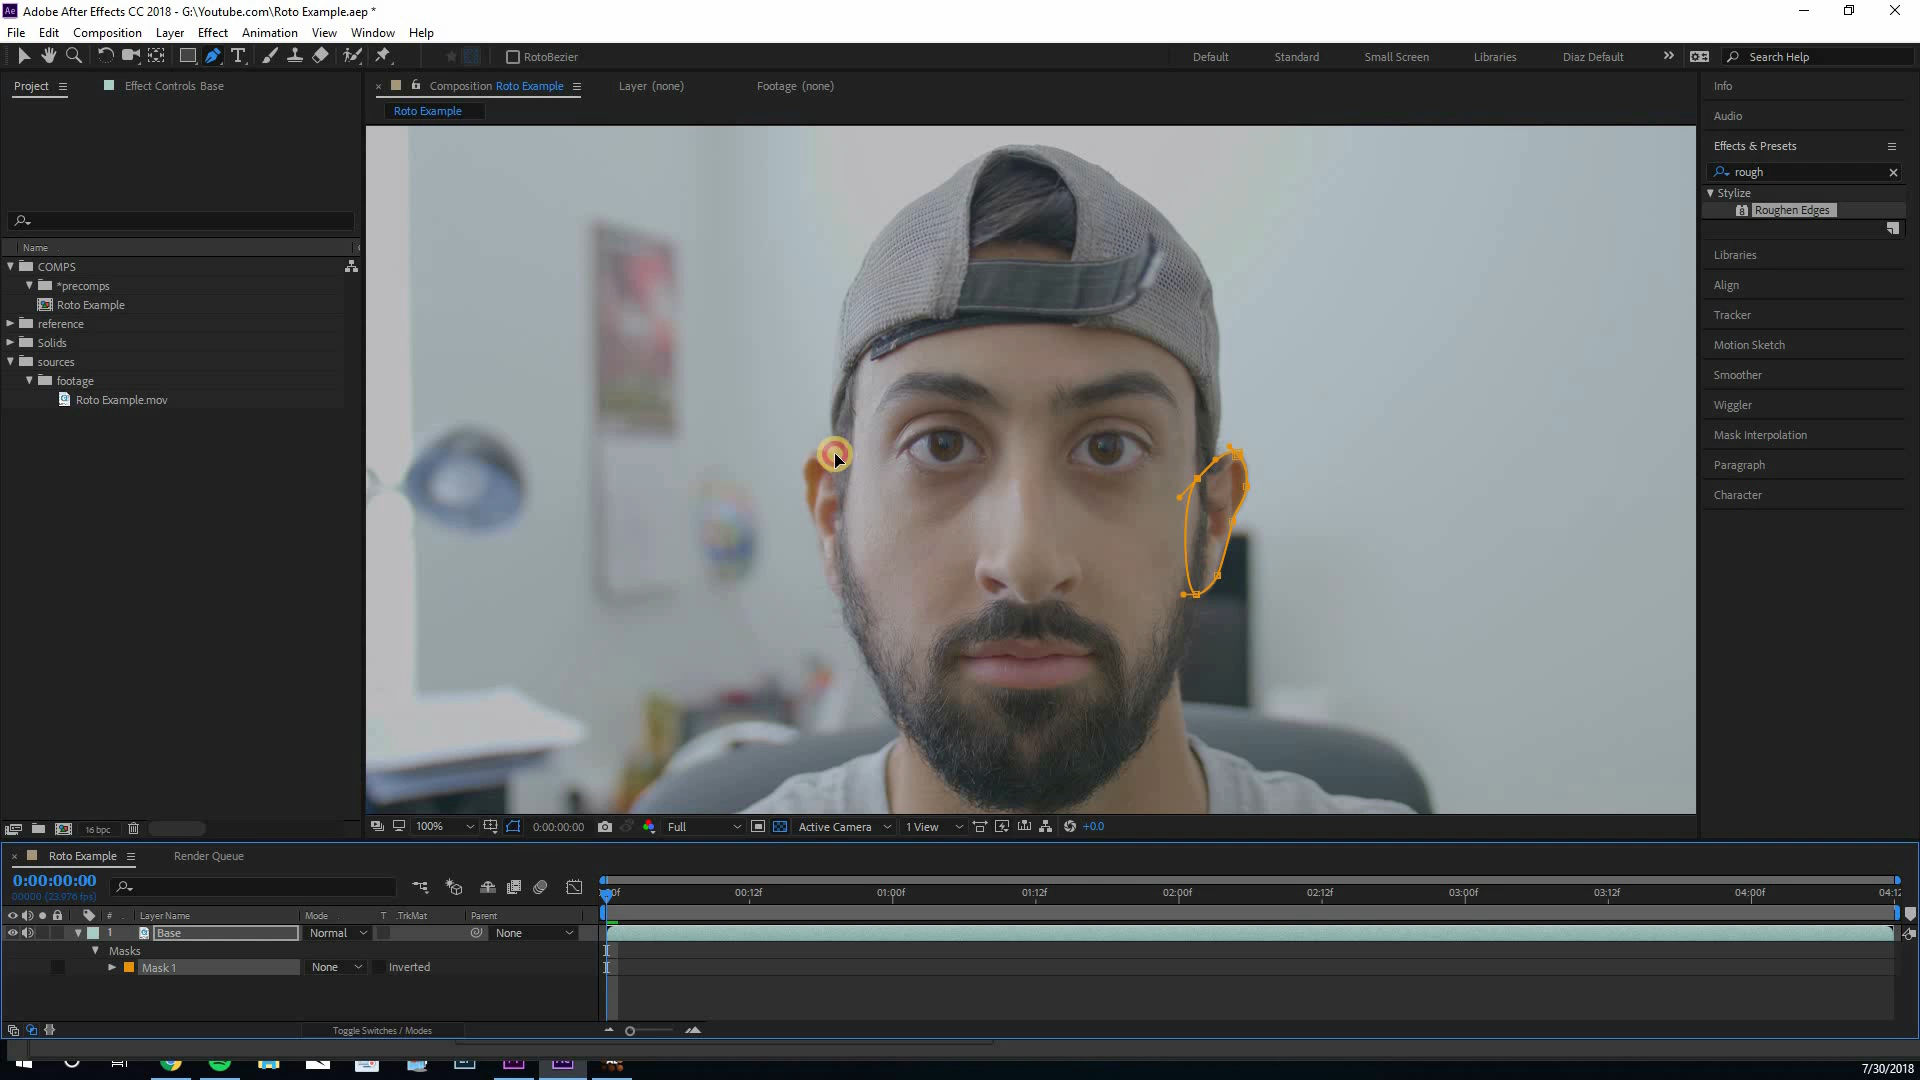 Adobe After Effects CC 2018 - G:\Youtube.com\Roto Example.aep *
File Edit Composition Layer Effect Animation View Window Help
RotoBezier
Default Standard Small Screen Libraries Diaz Default Search Help
Project Effect Controls Base
Composition Roto Example Layer (none) Footage (none)
Roto Example
Name
COMPS
*precomps
Roto Example
reference
Solids
sources
footage
Roto Example.mov
Info
Audio
Effects & Presets
rough
Stylize
Roughen Edges
Libraries
Align
Tracker
Motion Sketch
Smoother
Wiggler
Mask Interpolation
Paragraph
Character
16 bpc
100% 0:00:00:00 Full Active Camera 1 View +0.0
Roto Example Render Queue
0:00:00:00
00000 (23.976 fps)
00:12f 01:00f 01:12f 02:00f 02:12f 03:00f 03:12f 04:00f
# Layer Name Mode T .TrkMat Parent
1 Base Normal None
Masks
Mask 1 None Inverted
Toggle Switches / Modes
7/30/2018